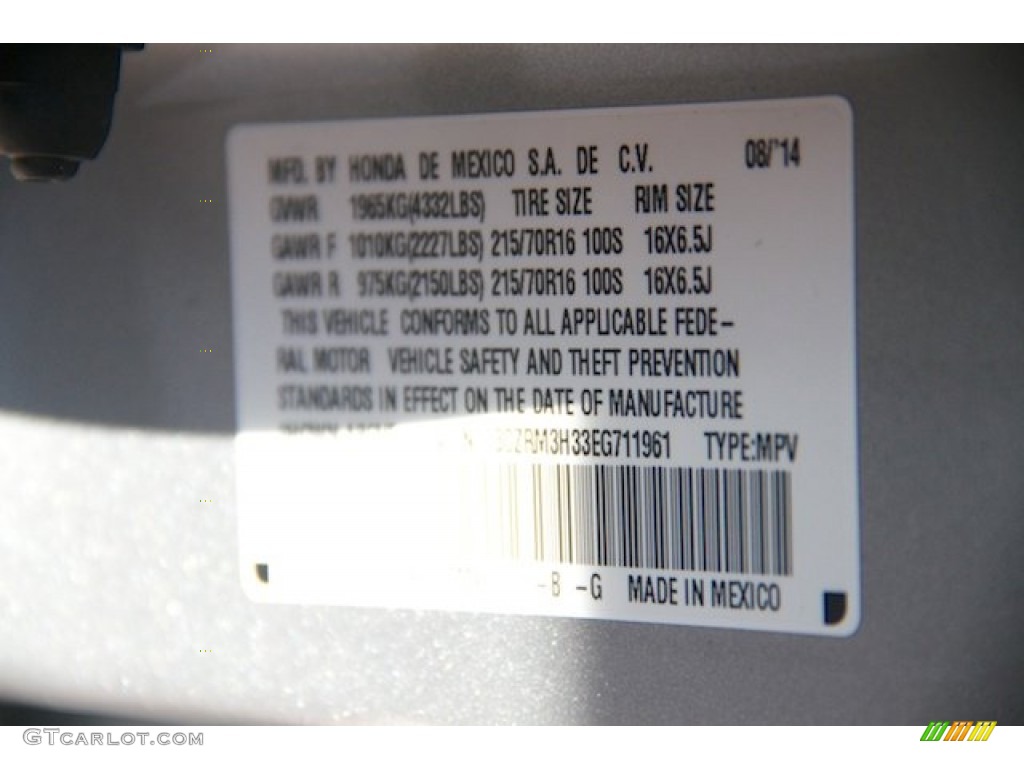 MFD. BY HONDA DE MEXICO S.A. DE C.V. 08/'14
GVWR 1965KG(4332LBS) TIRE SIZE RIM SIZE
GAWR F 1010KG(2227LBS) 215/70R16 100S 16X6.5J
GAWR R 975KG(2150LBS) 215/70R16 100S 16X6.5J
THIS VEHICLE CONFORMS TO ALL APPLICABLE FEDE-
RAL MOTOR VEHICLE SAFETY AND THEFT PREVENTION
STANDARDS IN EFFECT ON THE DATE OF MANUFACTURE
TYPE:MPV
-B -G MADE IN MEXICO
GTCARLOT.COM